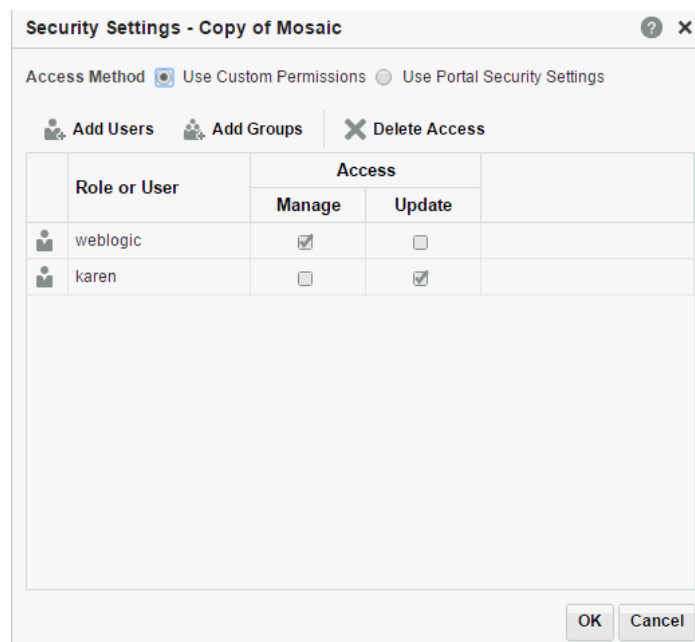 Security Settings - Copy of Mosaic
Access Method Use Custom Permissions Use Portal Security Settings
Add Users Add Groups Delete Access
Role or User
Access
Manage Update
weblogic
karen
OK Cancel